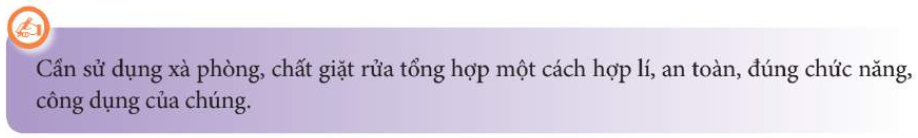 Cần sử dụng xà phòng, chất giặt rửa tổng hợp một cách hợp lí, an toàn, đúng chức năng,
công dụng của chúng.